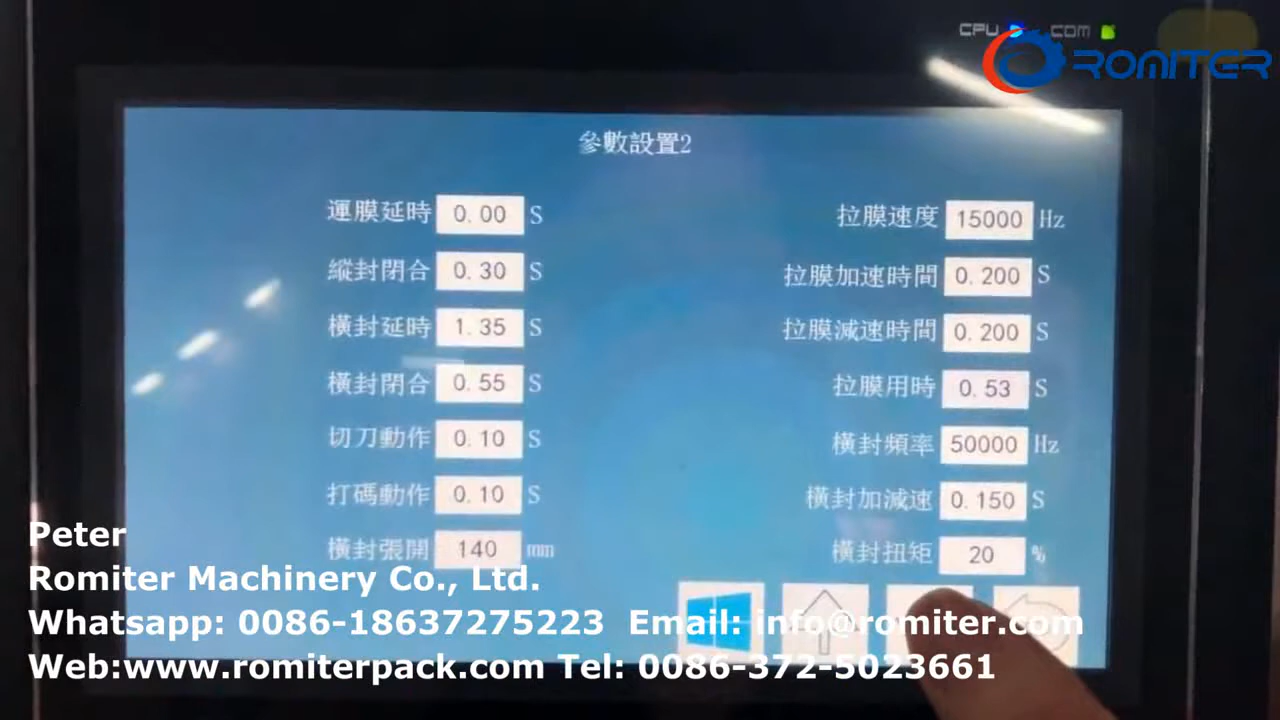 CPU COM
ROMITER
參數設置2
運膜延時 0.00 S
拉膜速度 15000 Hz
縱封閉合 0.30 S
拉膜加速時間 0.200 S
橫封延時 1.35 S
拉膜減速時間 0.200 S
橫封閉合 0.55 S
拉膜用時 0.53 S
切刀動作 0.10 S
橫封頻率 50000 Hz
打碼動作 0.10 S
橫封加減速 0.150 S
橫封張開 140 mm
橫封扭矩 20 %
Peter
Romiter Machinery Co., Ltd.
Whatsapp: 0086-18637275223 Email: info@romiter.com
Web:www.romiterpack.com Tel: 0086-372-5023661